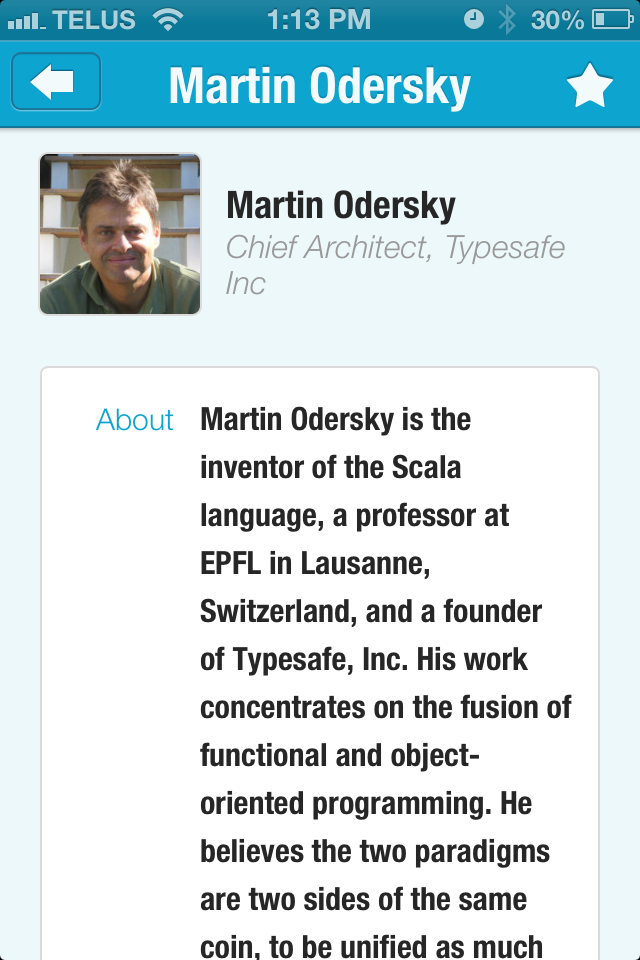 TELUS 1:13 PM 30%
Martin Odersky
Martin Odersky
Chief Architect, Typesafe
Inc
About Martin Odersky is the
inventor of the Scala
language, a professor at
EPFL in Lausanne,
Switzerland, and a founder
of Typesafe, Inc. His work
concentrates on the fusion of
functional and object-
oriented programming. He
believes the two paradigms
are two sides of the same
coin, to be unified as much